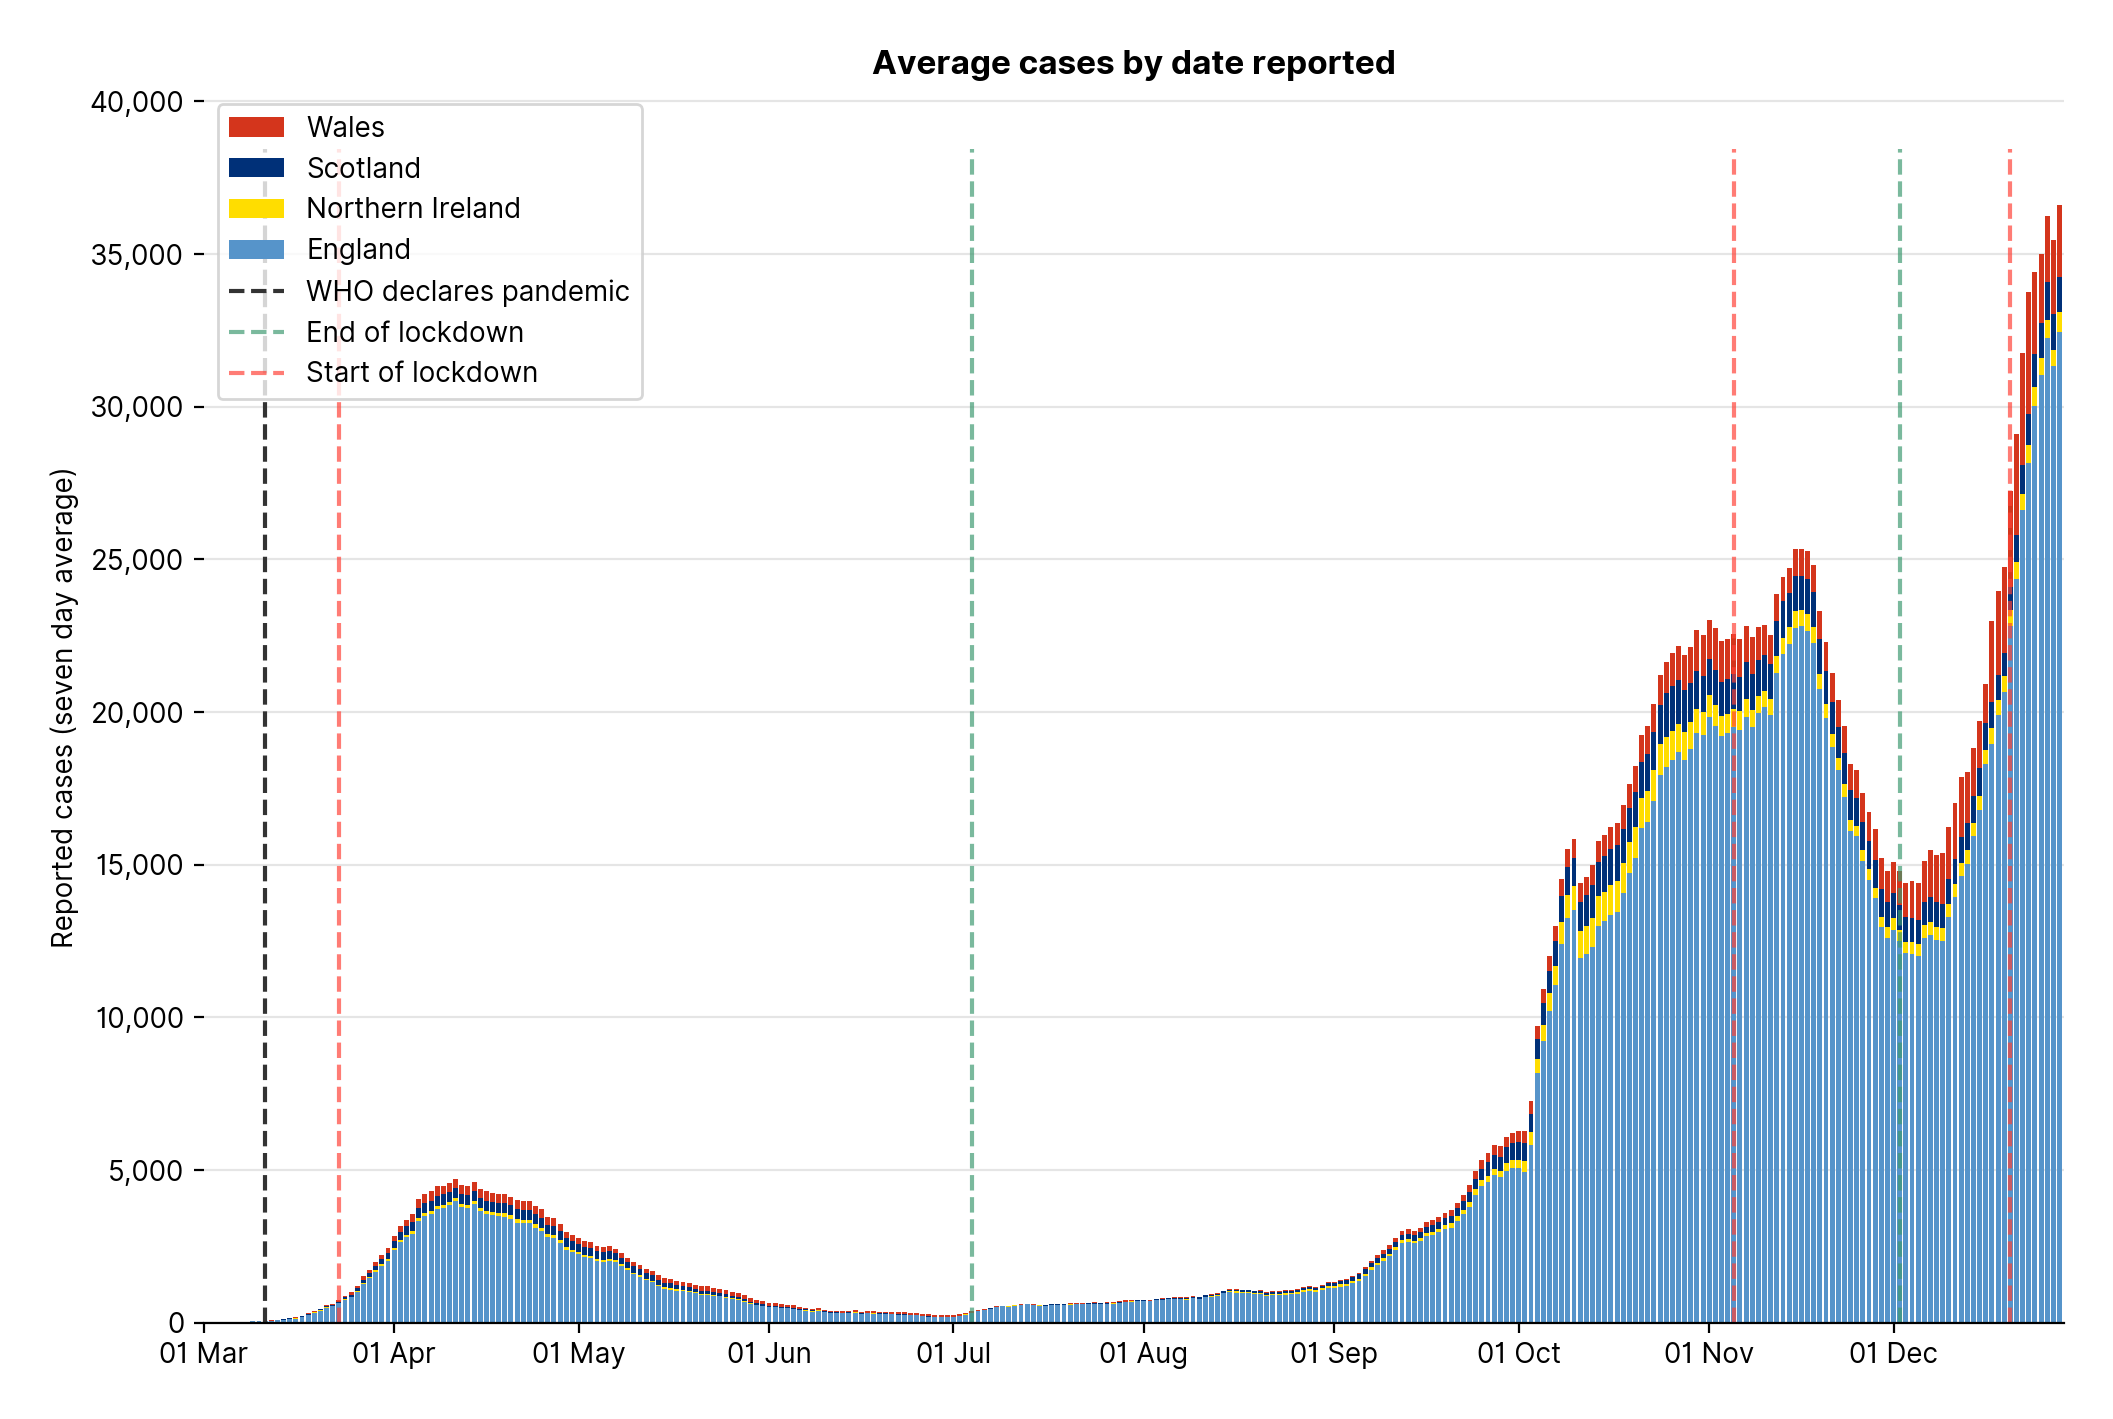 Average cases by date reported
40,000
35,000
30,000
25,000
20,000
15,000
10,000
5,000
0
Reported cases (seven day average)
Wales
Scotland
Northern Ireland
England
WHO declares pandemic
End of lockdown
Start of lockdown
01 Mar
01 Apr
01 May
01 Jun
01 Jul
01 Aug
01 Sep
01 Oct
01 Nov
01 Dec